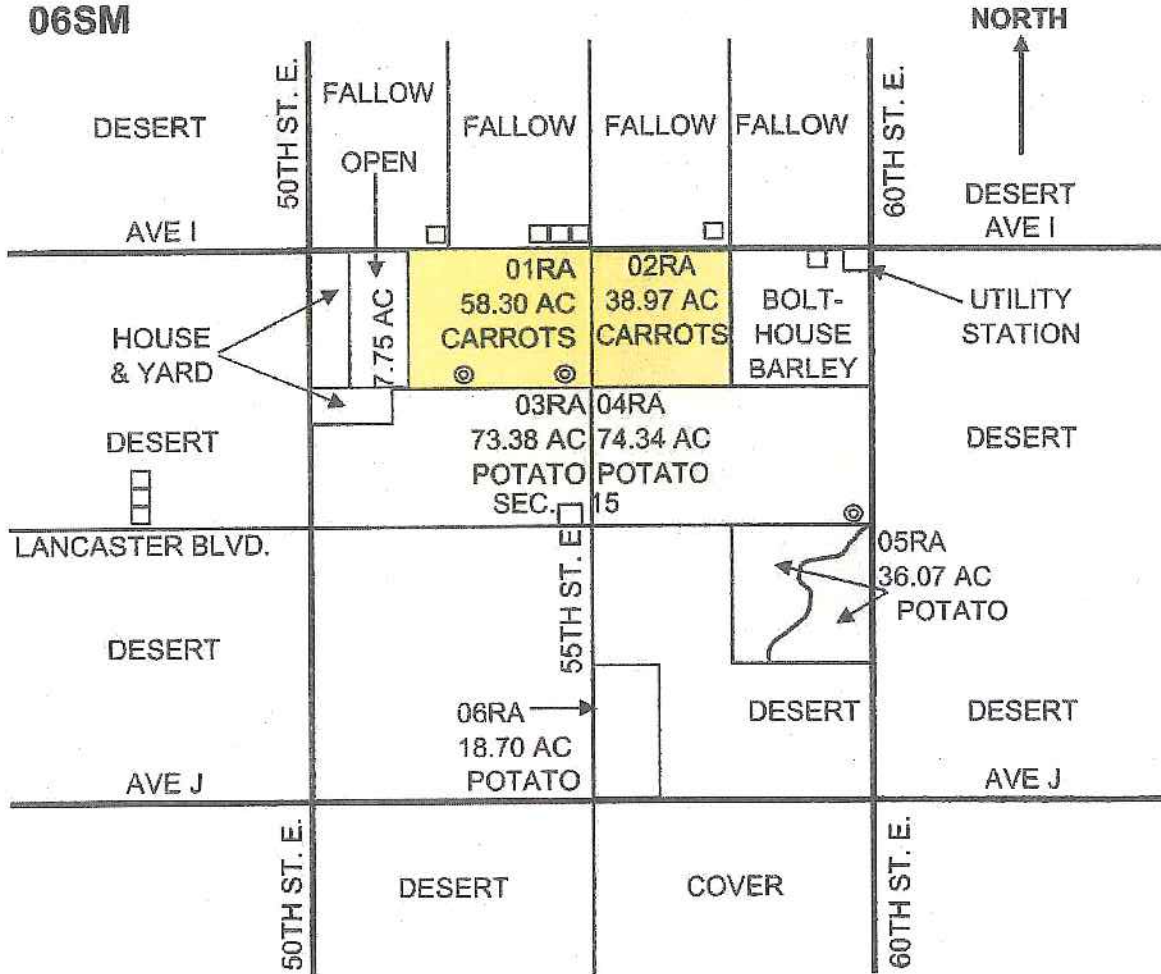 06SM
NORTH
50TH ST. E.
60TH ST. E.
DESERT
FALLOW
FALLOW
FALLOW
FALLOW
OPEN
DESERT
AVE I
AVE I
7.75 AC
01RA
58.30 AC
CARROTS
02RA
38.97 AC
CARROTS
BOLT-
HOUSE
BARLEY
UTILITY
STATION
HOUSE
& YARD
DESERT
03RA
73.38 AC
POTATO
04RA
74.34 AC
POTATO
SEC. 15
DESERT
LANCASTER BLVD.
55TH ST. E
05RA
36.07 AC
POTATO
DESERT
06RA
18.70 AC
POTATO
DESERT
DESERT
AVE J
AVE J
50TH ST. E.
DESERT
COVER
60TH ST. E.